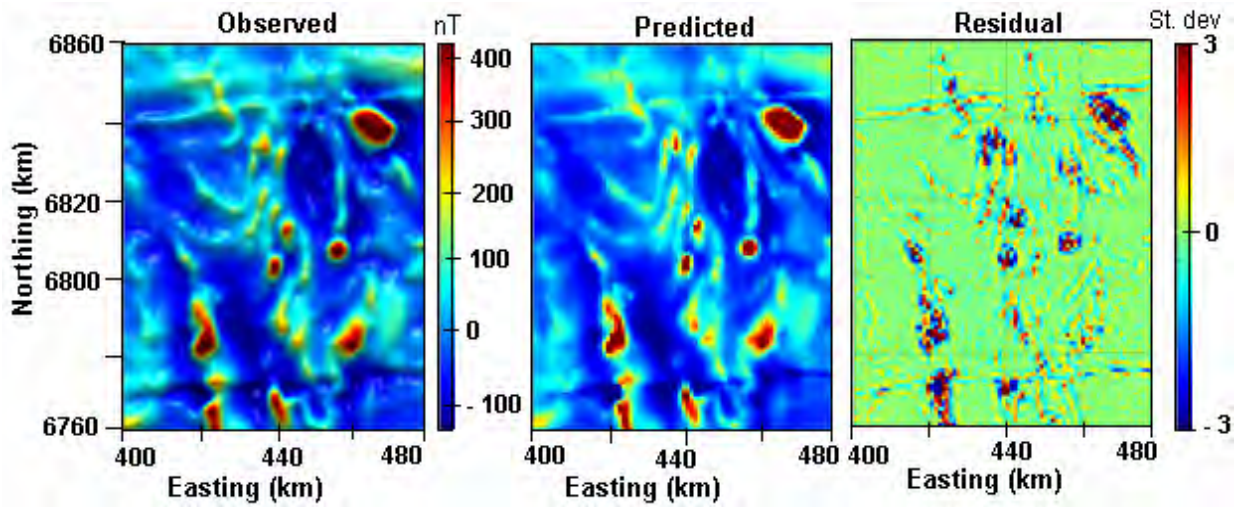 Observed
nT
Predicted
Residual
St. dev
6860
6820
6800
6760
Northing (km)
400
300
200
100
0
- 100
3
0
- 3
400
440
480
400
440
480
400
440
480
Easting (km)
Easting (km)
Easting (km)